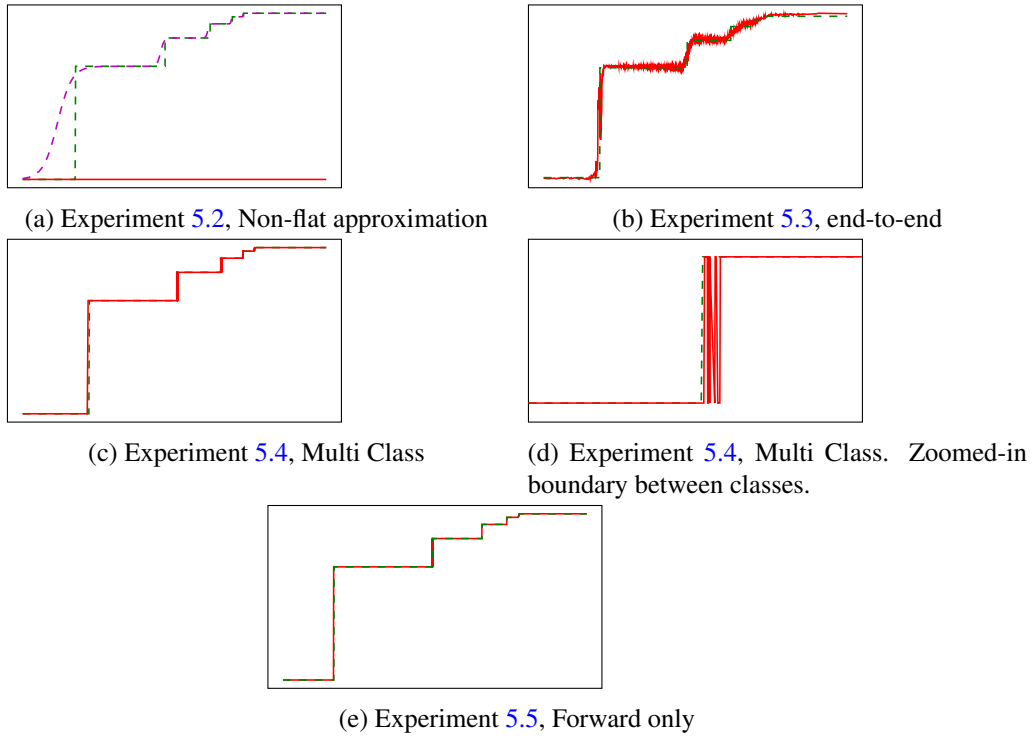 (a) Experiment 5.2, Non-flat approximation
(b) Experiment 5.3, end-to-end
(c) Experiment 5.4, Multi Class
(d) Experiment 5.4, Multi Class. Zoomed-in
boundary between classes.
(e) Experiment 5.5, Forward only